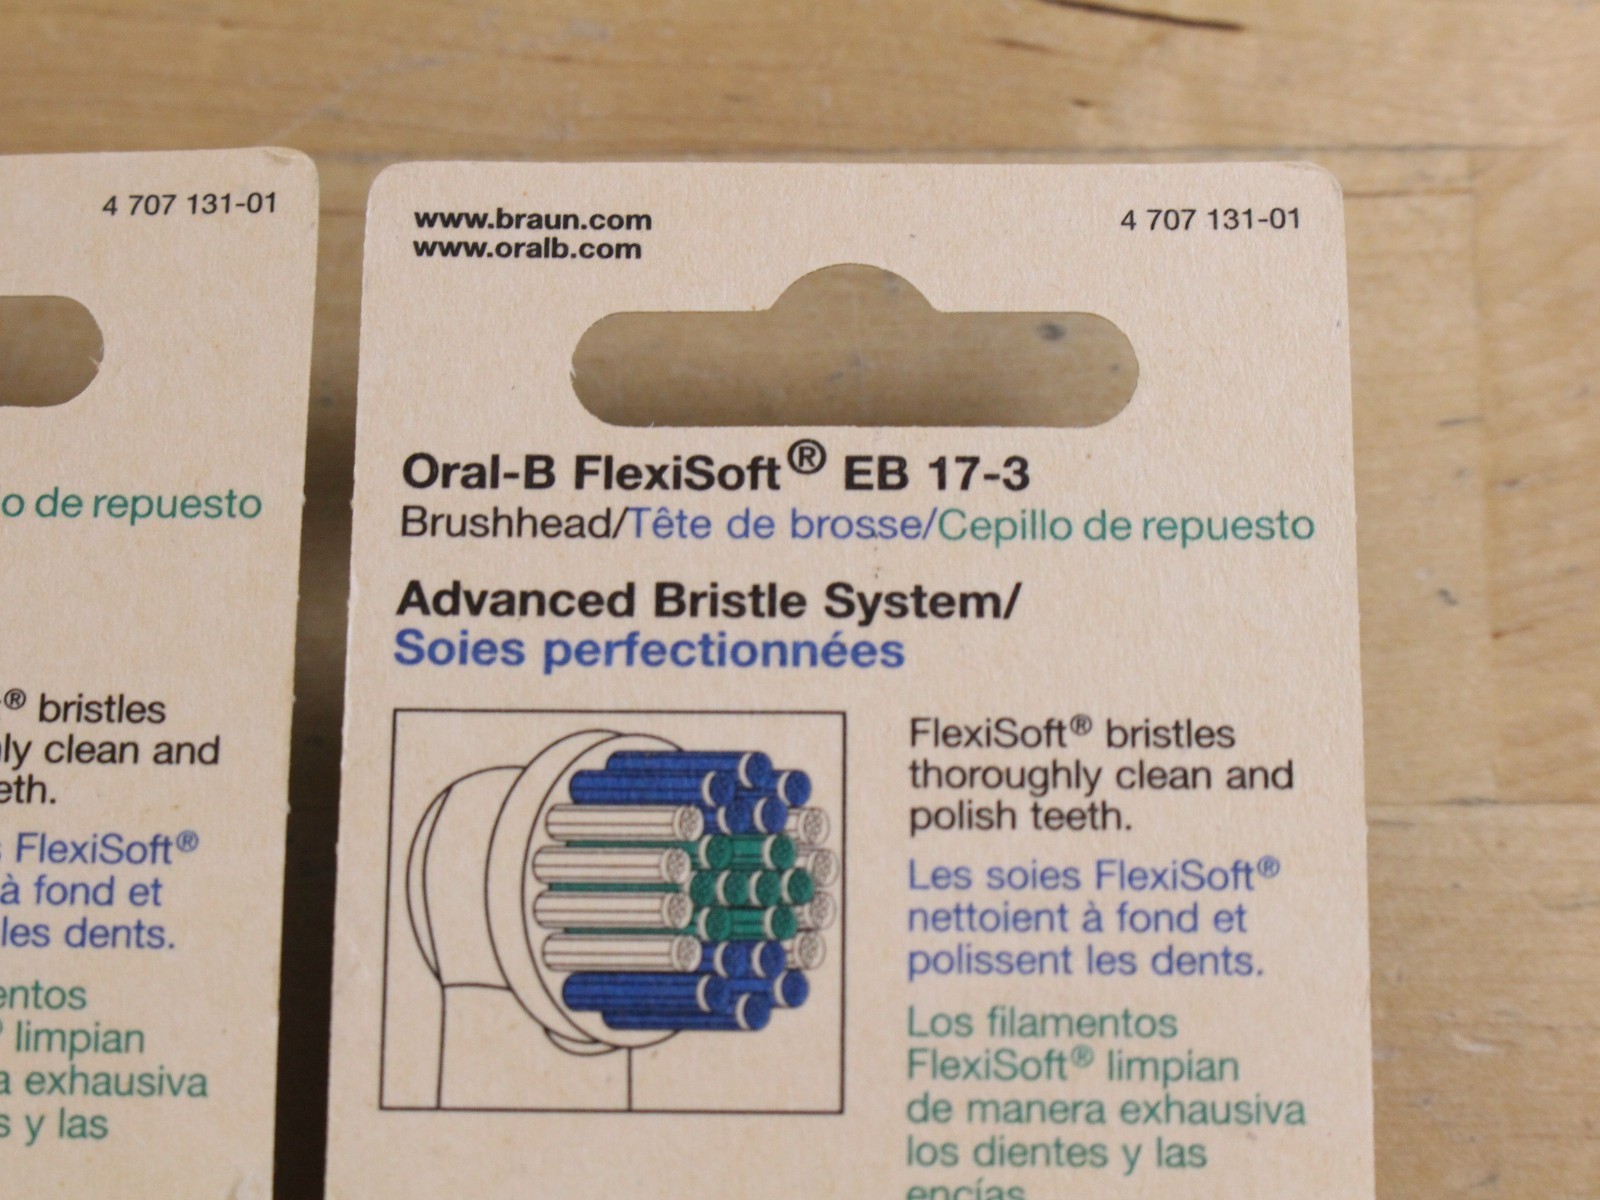 4 707 131-01
o de repuesto
® bristles
ly clean and
eth.
FlexiSoft®
à fond et
les dents.
entos
® limpian
a exhausiva
s y las
www.braun.com
www.oralb.com
4 707 131-01
Oral-B FlexiSoft® EB 17-3
Brushhead/Tête de brosse/Cepillo de repuesto
Advanced Bristle System/
Soies perfectionnées
FlexiSoft® bristles
thoroughly clean and
polish teeth.
Les soies FlexiSoft®
nettoient à fond et
polissent les dents.
Los filamentos
FlexiSoft® limpian
de manera exhausiva
los dientes y las
encías